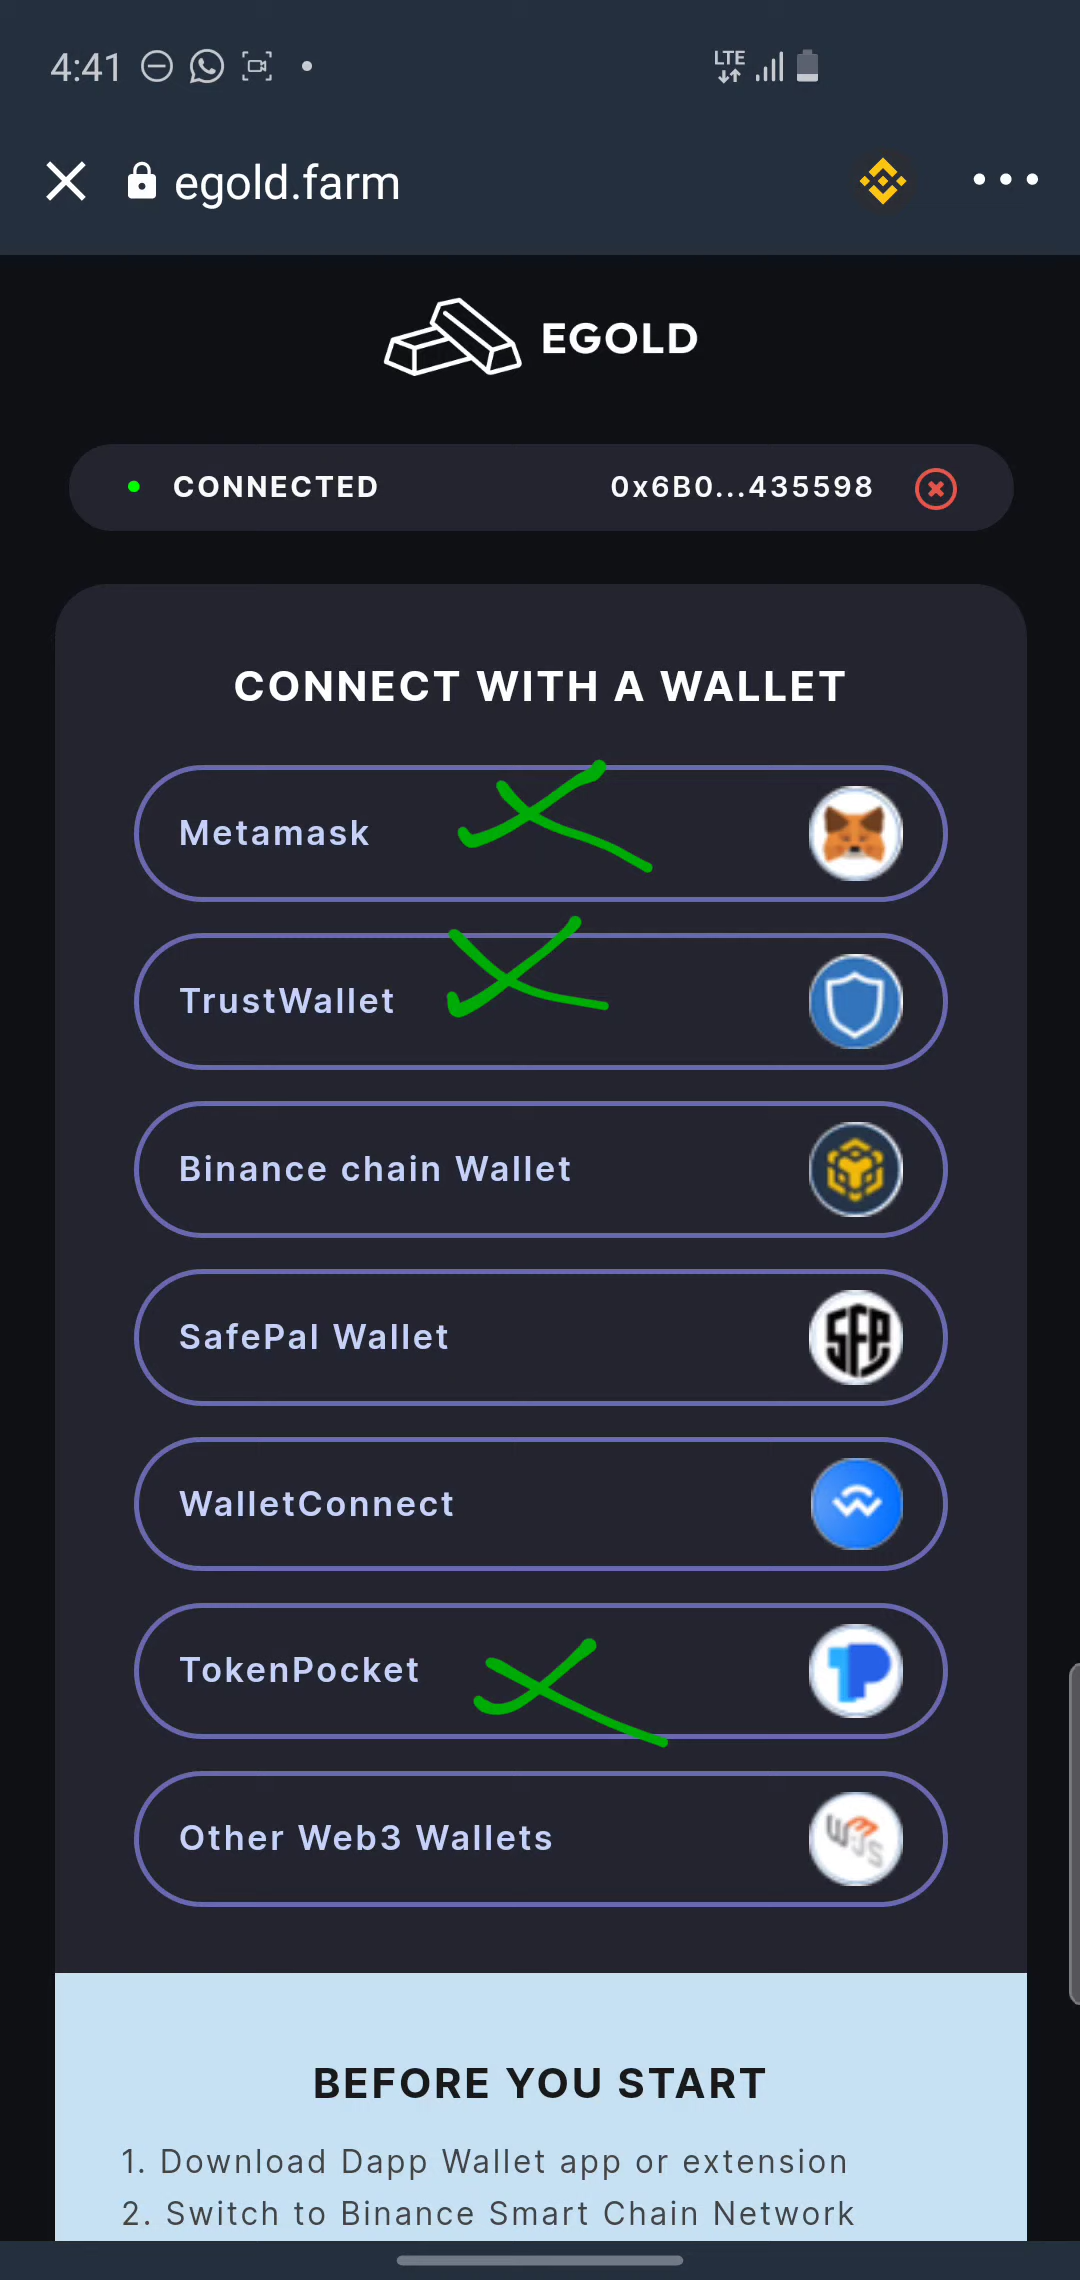 4:41
LTE
egold.farm
EGOLD
CONNECTED 0x6B0...435598
CONNECT WITH A WALLET
Metamask
TrustWallet
Binance chain Wallet
SafePal Wallet
SFP
WalletConnect
TokenPocket
Other Web3 Wallets
W3JS
BEFORE YOU START
1. Download Dapp Wallet app or extension
2. Switch to Binance Smart Chain Network